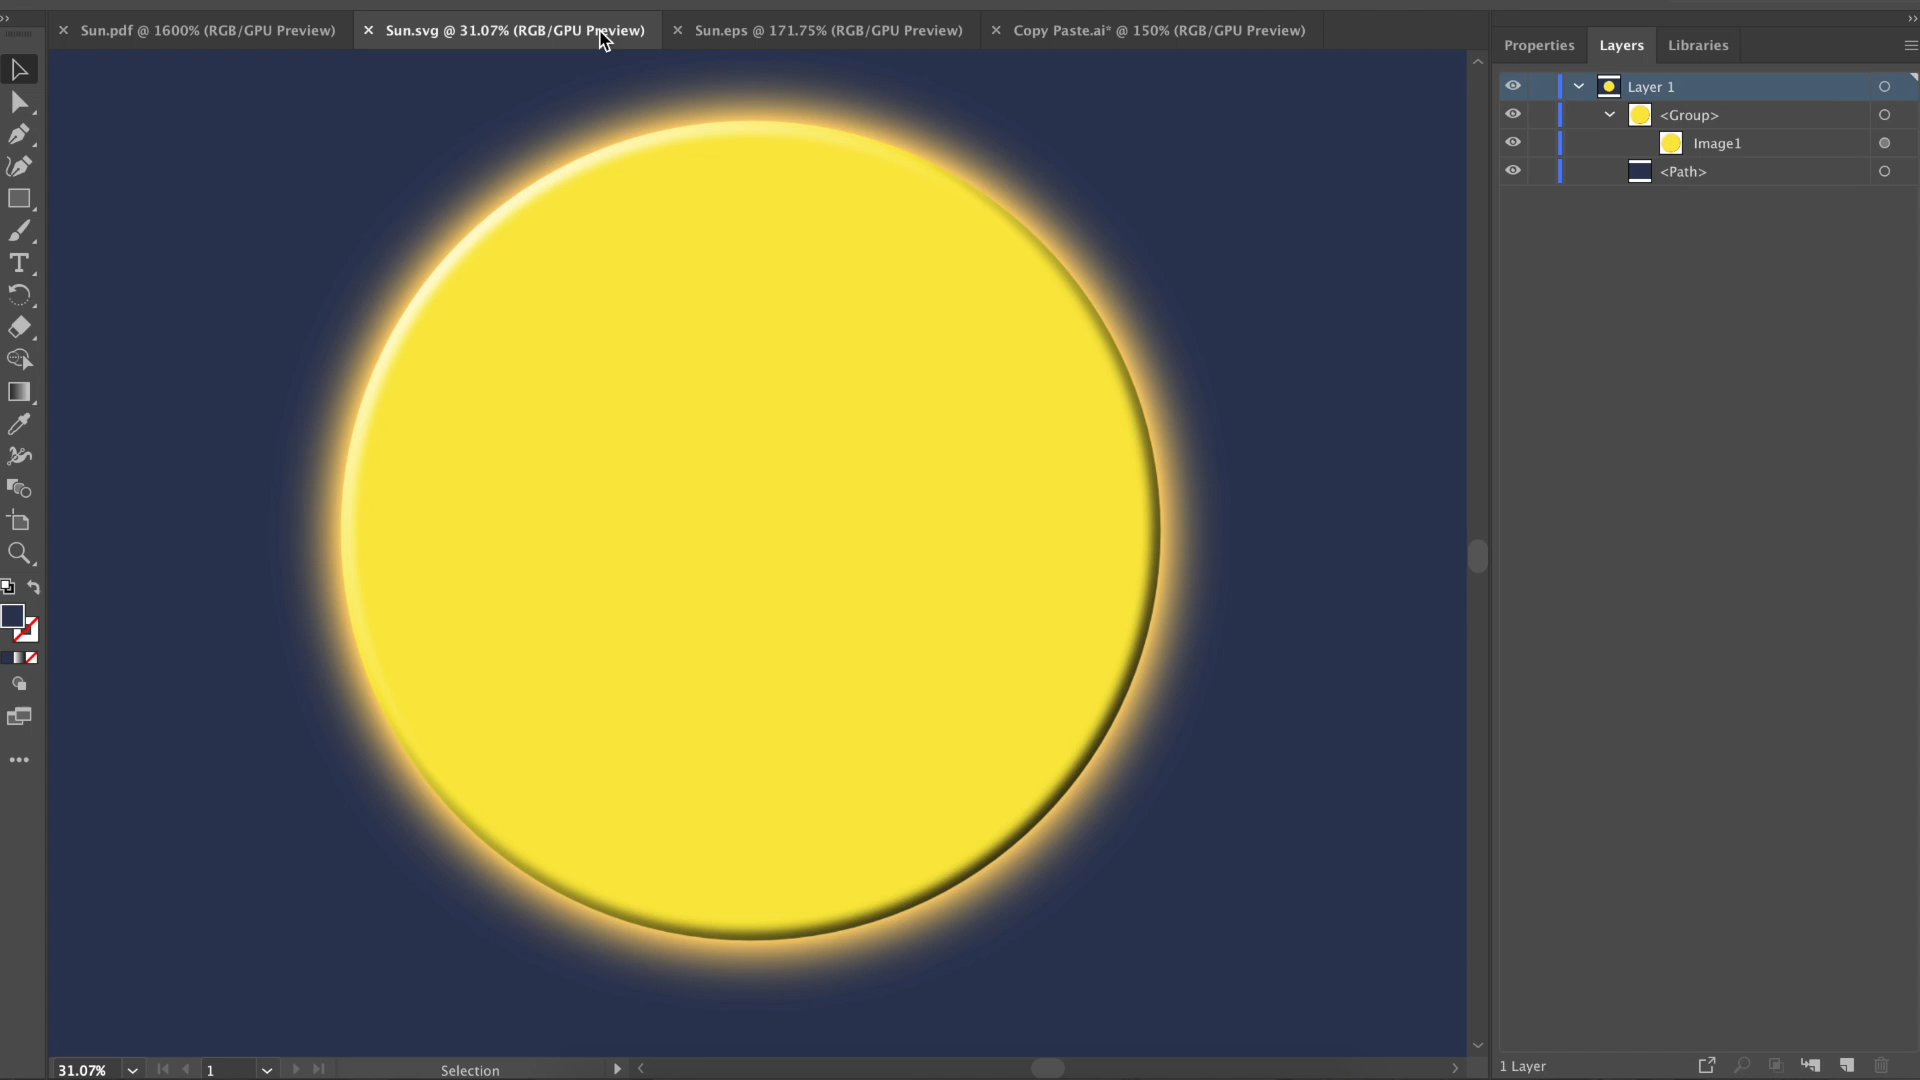 Sun.pdf @ 1600% (RGB/GPU Preview)
Sun.svg @ 31.07% (RGB/GPU Preview)
Sun.eps @ 171.75% (RGB/GPU Preview)
Copy Paste.ai* @ 150% (RGB/GPU Preview)
Properties
Layers
Libraries
Layer 1
<Group>
Image1
<Path>
31.07%
1
Selection
1 Layer